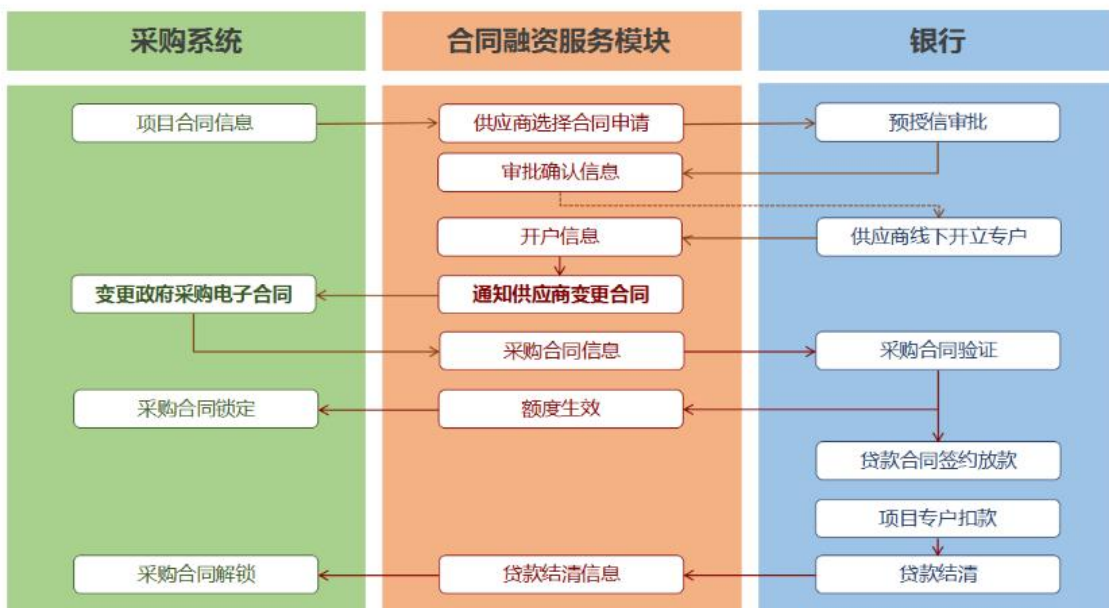 采购系统
合同融资服务模块
银行
项目合同信息
供应商选择合同申请
预授信审批
审批确认信息
开户信息
供应商线下开立专户
变更政府采购电子合同
通知供应商变更合同
采购合同信息
采购合同验证
采购合同锁定
额度生效
贷款合同签约放款
项目专户扣款
采购合同解锁
贷款结清信息
贷款结清